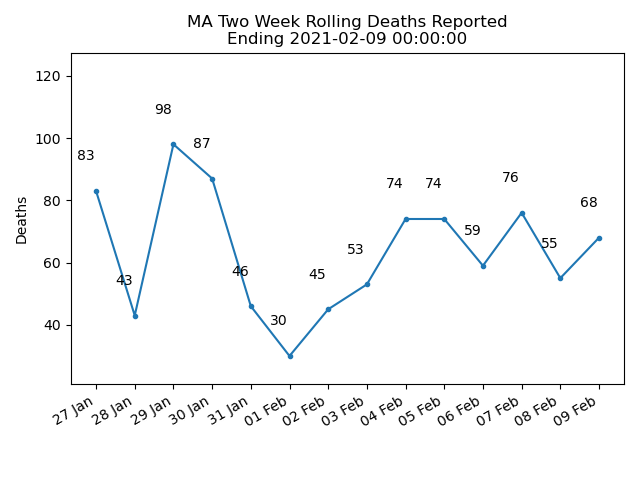 MA Two Week Rolling Deaths Reported
Ending 2021-02-09 00:00:00
Deaths
120
100
80
60
40
83
43
98
87
46
30
45
53
74
74
59
76
55
68
27 Jan
28 Jan
29 Jan
30 Jan
31 Jan
01 Feb
02 Feb
03 Feb
04 Feb
05 Feb
06 Feb
07 Feb
08 Feb
09 Feb